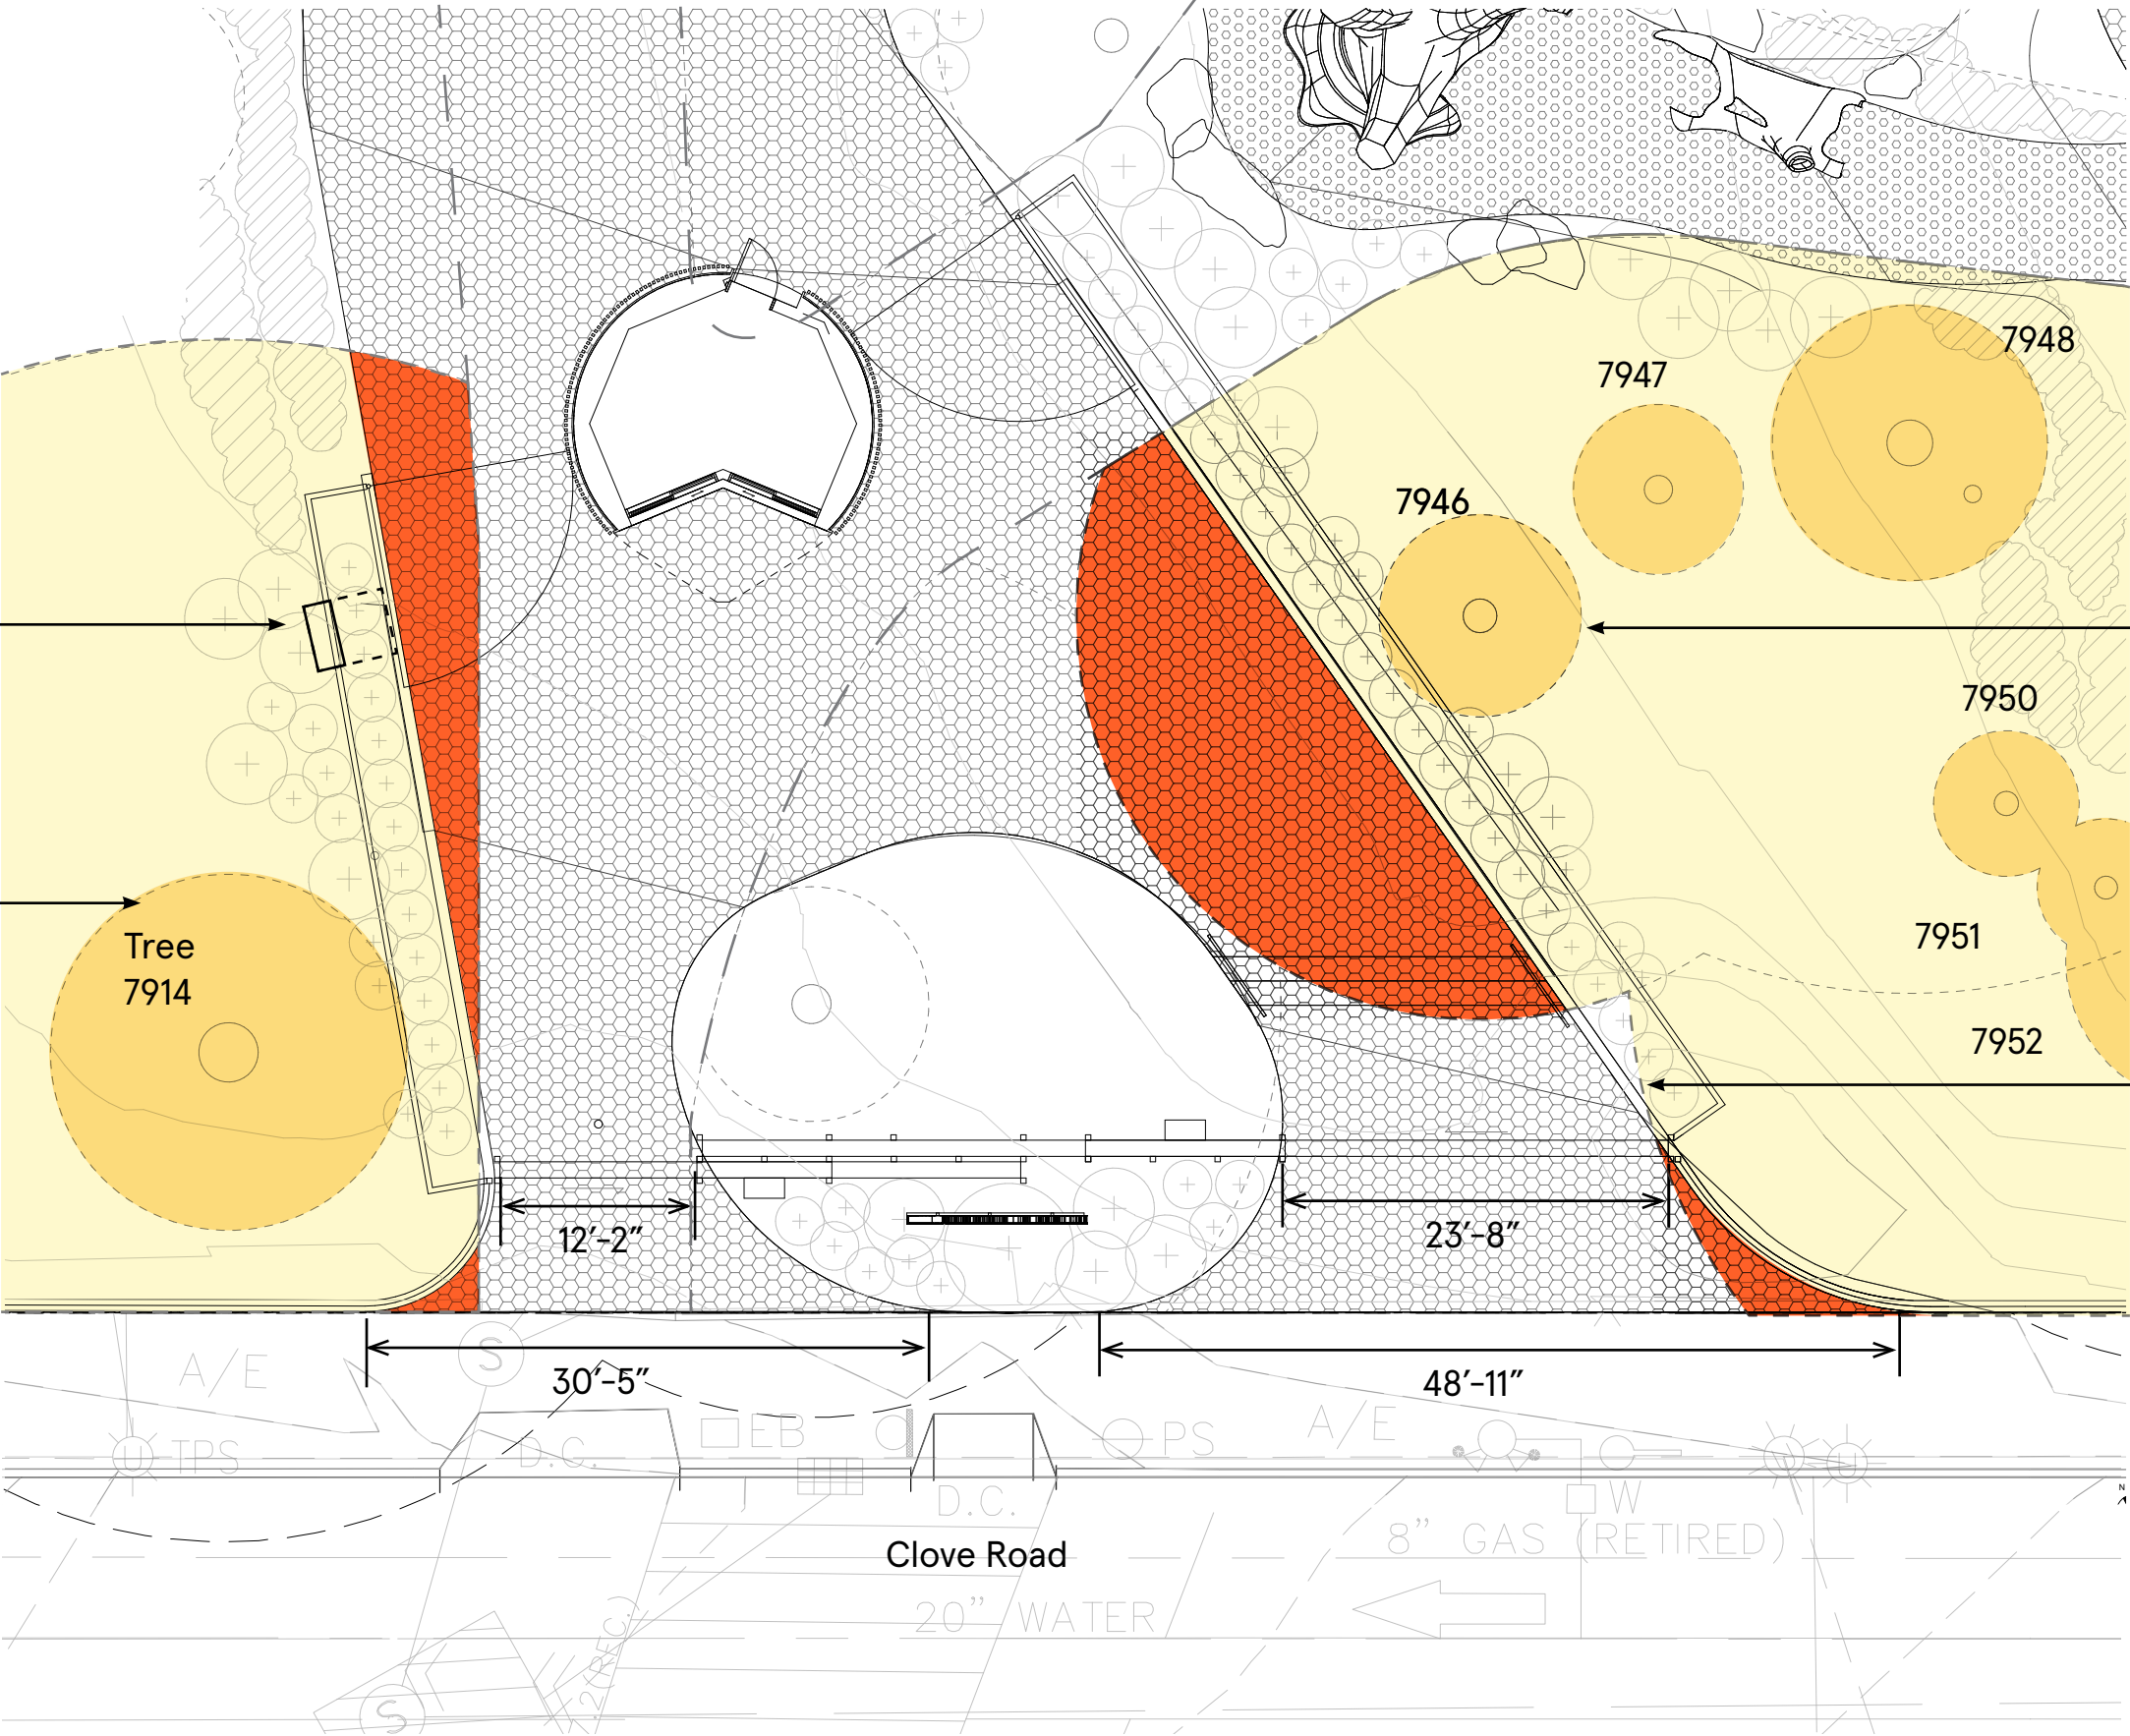 7948
7947
7946
7950
Tree
7914
7951
7952
12′-2″
23′-8″
30′-5″
48′-11″
S
A/E
A/E
U
TPS
D.C.
EB
PS
U
D.C.
W
N
Clove Road
8" GAS (RETIRED)
20" WATER
S